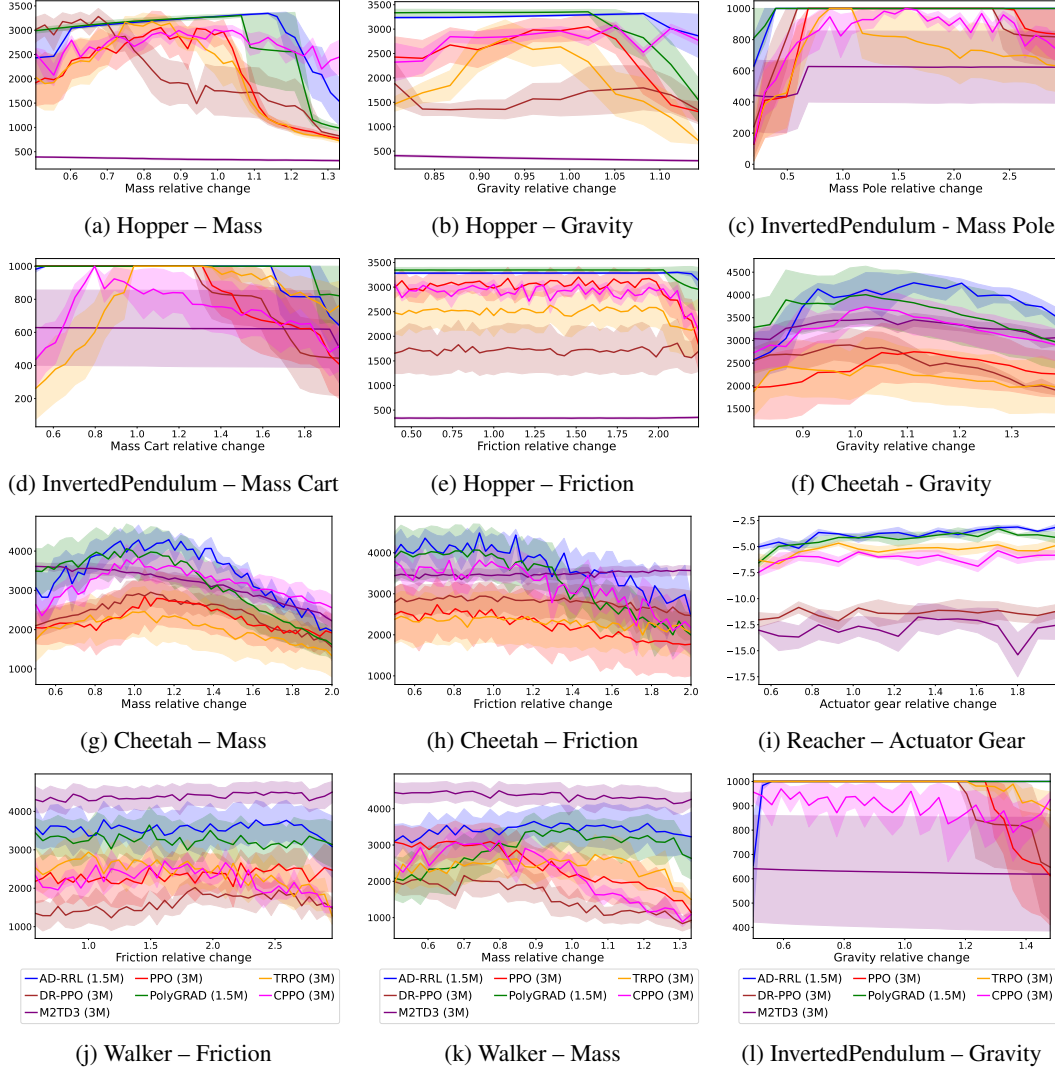 3500
3000
2500
2000
1500
1000
500
0.6 0.7 0.8 0.9 1.0 1.1 1.2 1.3
Mass relative change
(a) Hopper – Mass
3500
3000
2500
2000
1500
1000
500
0.85 0.90 0.95 1.00 1.05 1.10
Gravity relative change
(b) Hopper – Gravity
1000
800
600
400
200
0
0.5 1.0 1.5 2.0 2.5
Mass Pole relative change
(c) InvertedPendulum - Mass Pole
1000
800
600
400
200
0.6 0.8 1.0 1.2 1.4 1.6 1.8
Mass Cart relative change
(d) InvertedPendulum – Mass Cart
3500
3000
2500
2000
1500
1000
500
0.50 0.75 1.00 1.25 1.50 1.75 2.00
Friction relative change
(e) Hopper – Friction
4500
4000
3500
3000
2500
2000
1500
0.9 1.0 1.1 1.2 1.3
Gravity relative change
(f) Cheetah - Gravity
4000
3000
2000
1000
0.6 0.8 1.0 1.2 1.4 1.6 1.8 2.0
Mass relative change
(g) Cheetah – Mass
4000
3000
2000
1000
0.6 0.8 1.0 1.2 1.4 1.6 1.8 2.0
Friction relative change
(h) Cheetah – Friction
−2.5
−5.0
−7.5
−10.0
−12.5
−15.0
−17.5
0.6 0.8 1.0 1.2 1.4 1.6 1.8
Actuator gear relative change
(i) Reacher – Actuator Gear
4000
3000
2000
1000
1.0 1.5 2.0 2.5
Friction relative change
AD-RRL (1.5M) PPO (3M) TRPO (3M)
DR-PPO (3M) PolyGRAD (1.5M) CPPO (3M)
M2TD3 (3M)
(j) Walker – Friction
4000
3000
2000
1000
0.5 0.6 0.7 0.8 0.9 1.0 1.1 1.2 1.3
Mass relative change
AD-RRL (1.5M) PPO (3M) TRPO (3M)
DR-PPO (3M) PolyGRAD (1.5M) CPPO (3M)
M2TD3 (3M)
(k) Walker – Mass
1000
900
800
700
600
500
400
0.6 0.8 1.0 1.2 1.4
Gravity relative change
AD-RRL (1.5M) PPO (3M) TRPO (3M)
DR-PPO (3M) PolyGRAD (1.5M) CPPO (3M)
M2TD3 (3M)
(l) InvertedPendulum – Gravity